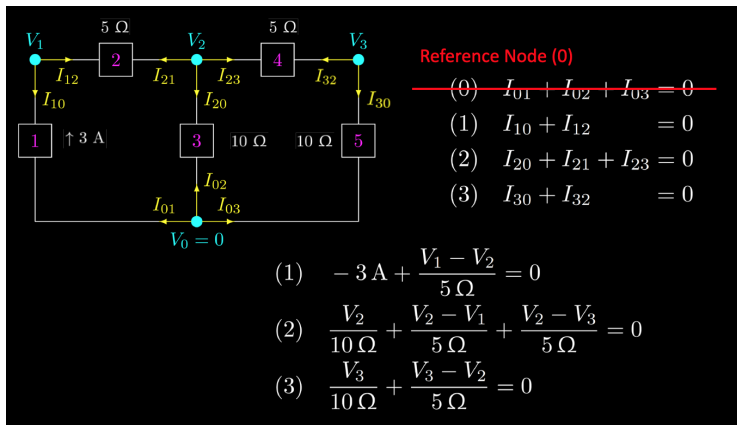 5 Ω 5 Ω
V₁ V₂ V₃
2 4
I₁₂ I₂₁ I₂₃ I₃₂
I₁₀ I₂₀ I₃₀
1 ↑ 3 A 3 10 Ω 10 Ω 5
I₀₂
I₀₁ I₀₃
V₀ = 0
Reference Node (0)
(0) I₀₁ + I₀₂ + I₀₃ = 0
(1) I₁₀ + I₁₂ = 0
(2) I₂₀ + I₂₁ + I₂₃ = 0
(3) I₃₀ + I₃₂ = 0
(1) − 3 A + (V₁ − V₂)/(5 Ω) = 0
(2) V₂/(10 Ω) + (V₂ − V₁)/(5 Ω) + (V₂ − V₃)/(5 Ω) = 0
(3) V₃/(10 Ω) + (V₃ − V₂)/(5 Ω) = 0